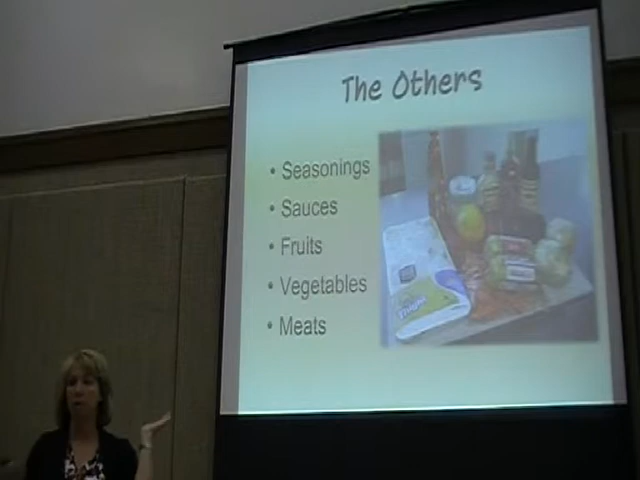 The Others
• Seasonings
• Sauces
• Fruits
• Vegetables
• Meats